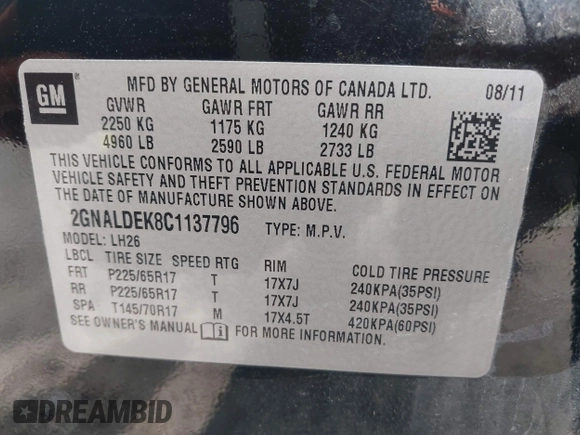 GM
MFD BY GENERAL MOTORS OF CANADA LTD. 08/11
GVWR GAWR FRT GAWR RR
2250 KG 1175 KG 1240 KG
4960 LB 2590 LB 2733 LB
THIS VEHICLE CONFORMS TO ALL APPLICABLE U.S. FEDERAL MOTOR
VEHICLE SAFETY AND THEFT PREVENTION STANDARDS IN EFFECT ON
THE DATE OF MANUFACTURE SHOWN ABOVE.
2GNALDEK8C1137796 TYPE: M.P.V.
MODEL: LH26
LBCL TIRE SIZE SPEED RTG RIM COLD TIRE PRESSURE
FRT P225/65R17 T 17X7J 240KPA(35PSI)
RR P225/65R17 T 17X7J 240KPA(35PSI)
SPA T145/70R17 M 17X4.5T 420KPA(60PSI)
SEE OWNER'S MANUAL FOR MORE INFORMATION.
DREAMBID